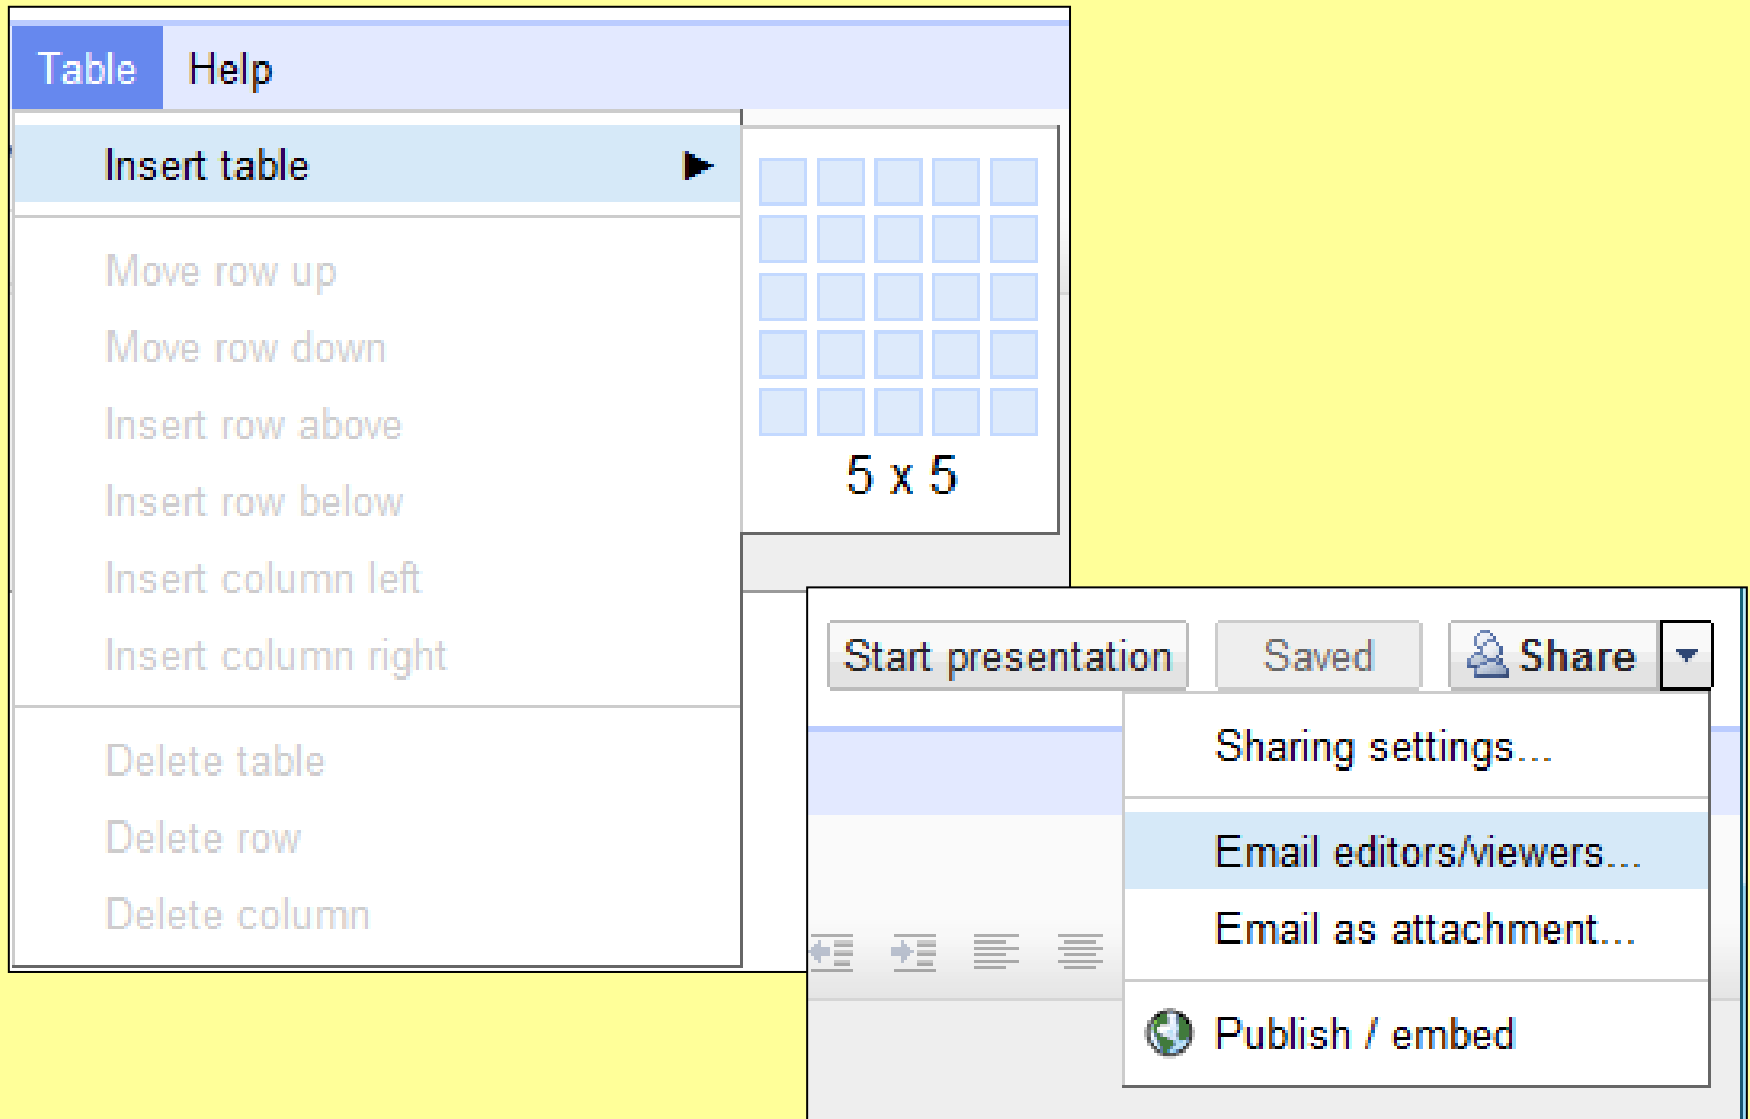 Table Help
Insert table
Move row up
Move row down
Insert row above
Insert row below
Insert column left
Insert column right
Delete table
Delete row
Delete column
5 x 5
Start presentation Saved Share
Sharing settings...
Email editors/viewers...
Email as attachment...
Publish / embed